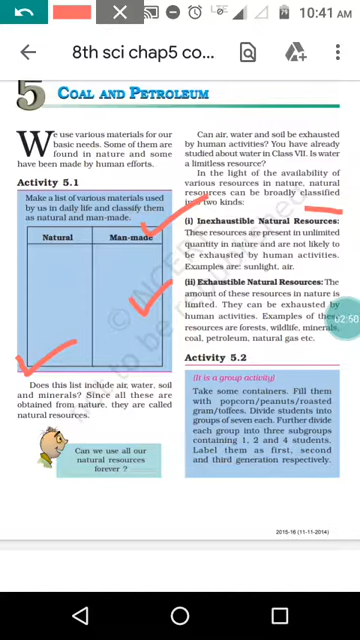 LTE
79
10:41 AM
8th sci chap5 co...
5 COAL AND PETROLEUM
We use various materials for our
basic needs. Some of them are
found in nature and some
have been made by human efforts.
Activity 5.1
Make a list of various materials used
by us in daily life and classify them
as natural and man-made.
Natural Man-made
Does this list include air, water, soil
and minerals? Since all these are
obtained from nature, they are called
natural resources.
Can we use all our
natural resources
forever ?
Can air, water and soil be exhausted
by human activities? You have already
studied about water in Class VII. Is water
a limitless resource?
In the light of the availability of
various resources in nature, natural
resources can be broadly classified
into two kinds:
(i) Inexhaustible Natural Resources:
These resources are present in unlimited
quantity in nature and are not likely to
be exhausted by human activities.
Examples are: sunlight, air.
(ii) Exhaustible Natural Resources: The
amount of these resources in nature is
limited. They can be exhausted by
human activities. Examples of these
resources are forests, wildlife, minerals,
coal, petroleum, natural gas etc.
02:50
Activity 5.2
(It is a group activity)
Take some containers. Fill them
with popcorn/peanuts/roasted
gram/toffees. Divide students into
groups of seven each. Further divide
each group into three subgroups
containing 1, 2 and 4 students.
Label them as first, second
and third generation respectively.
2015-16 (11-11-2014)